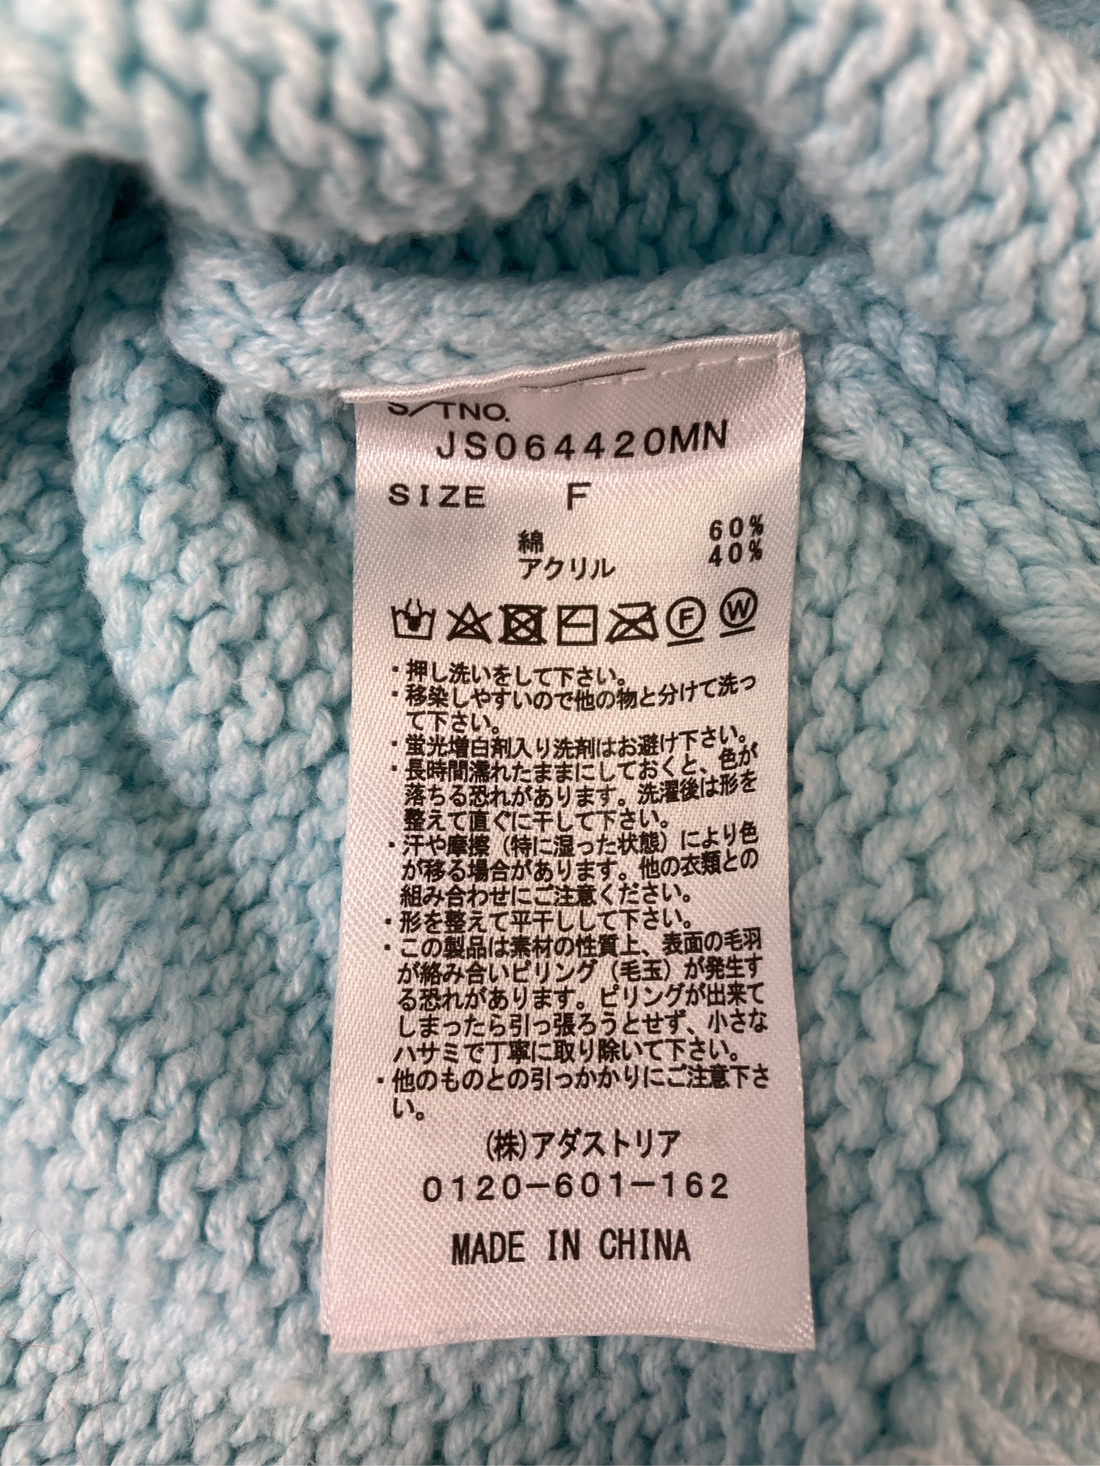 S/TNO.
JS064420MN
SIZE F
綿 60%
アクリル 40%
F W
・押し洗いをして下さい。
・移染しやすいので他の物と分けて洗っ
て下さい。
・蛍光増白剤入り洗剤はお避け下さい。
・長時間濡れたままにしておくと、色が
落ちる恐れがあります。洗濯後は形を
整えて直ぐに干して下さい。
・汗や摩擦（特に湿った状態）により色
が移る場合があります。他の衣類との
組み合わせにご注意ください。
・形を整えて平干しして下さい。
・この製品は素材の性質上、表面の毛羽
が絡み合いピリング（毛玉）が発生す
る恐れがあります。ピリングが出来て
しまったら引っ張ろうとせず、小さな
ハサミで丁寧に取り除いて下さい。
・他のものとの引っかかりにご注意下さ
い。
(株)アダストリア
0120-601-162
MADE IN CHINA